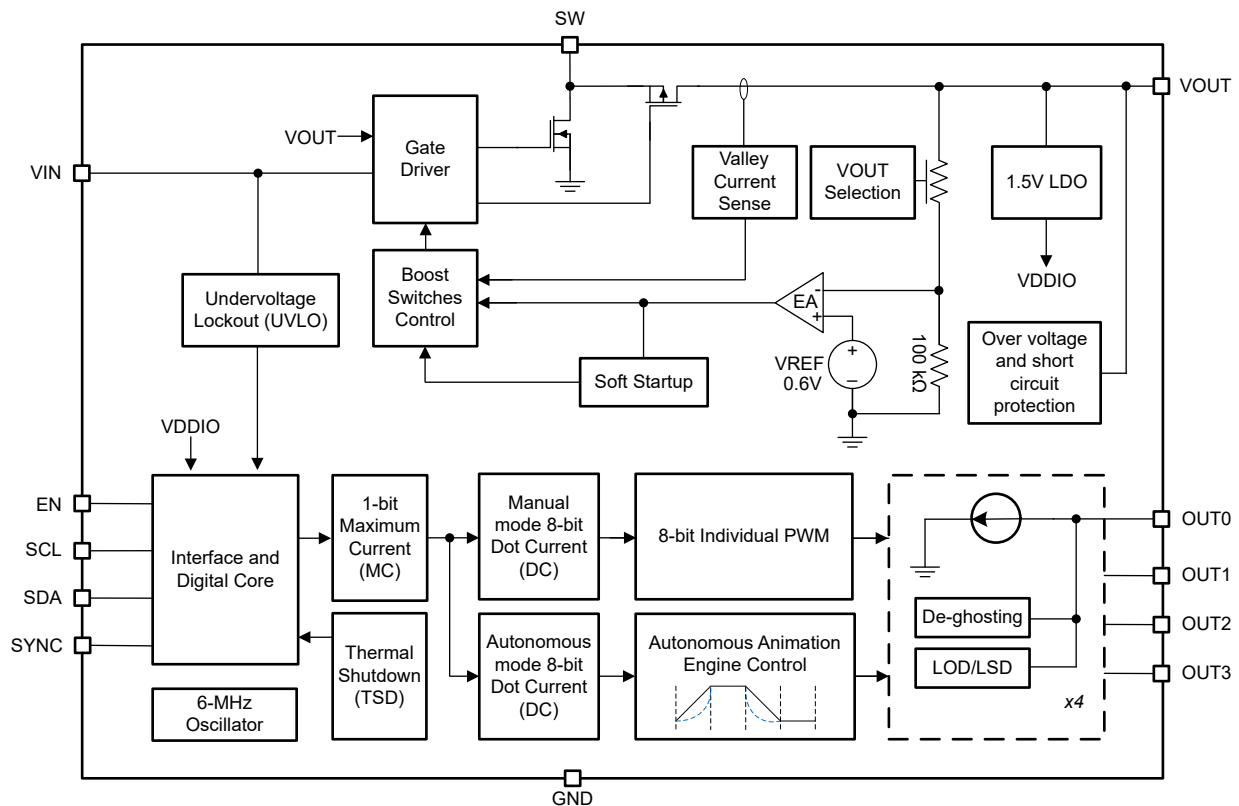 SW
VOUT
VIN
VOUT
Gate
Driver
Valley
Current
Sense
VOUT
Selection
1.5V LDO
VDDIO
Undervoltage
Lockout (UVLO)
Boost
Switches
Control
EA
-
+
Soft Startup
VREF
0.6V
+
−
100 kΩ
Over voltage
and short
circuit
protection
VDDIO
EN
SCL
SDA
SYNC
Interface and
Digital Core
1-bit
Maximum
Current
(MC)
Manual
mode 8-bit
Dot Current
(DC)
8-bit Individual PWM
Thermal
Shutdown
(TSD)
Autonomous
mode 8-bit
Dot Current
(DC)
Autonomous Animation
Engine Control
6-MHz
Oscillator
De-ghosting
LOD/LSD
x4
OUT0
OUT1
OUT2
OUT3
GND